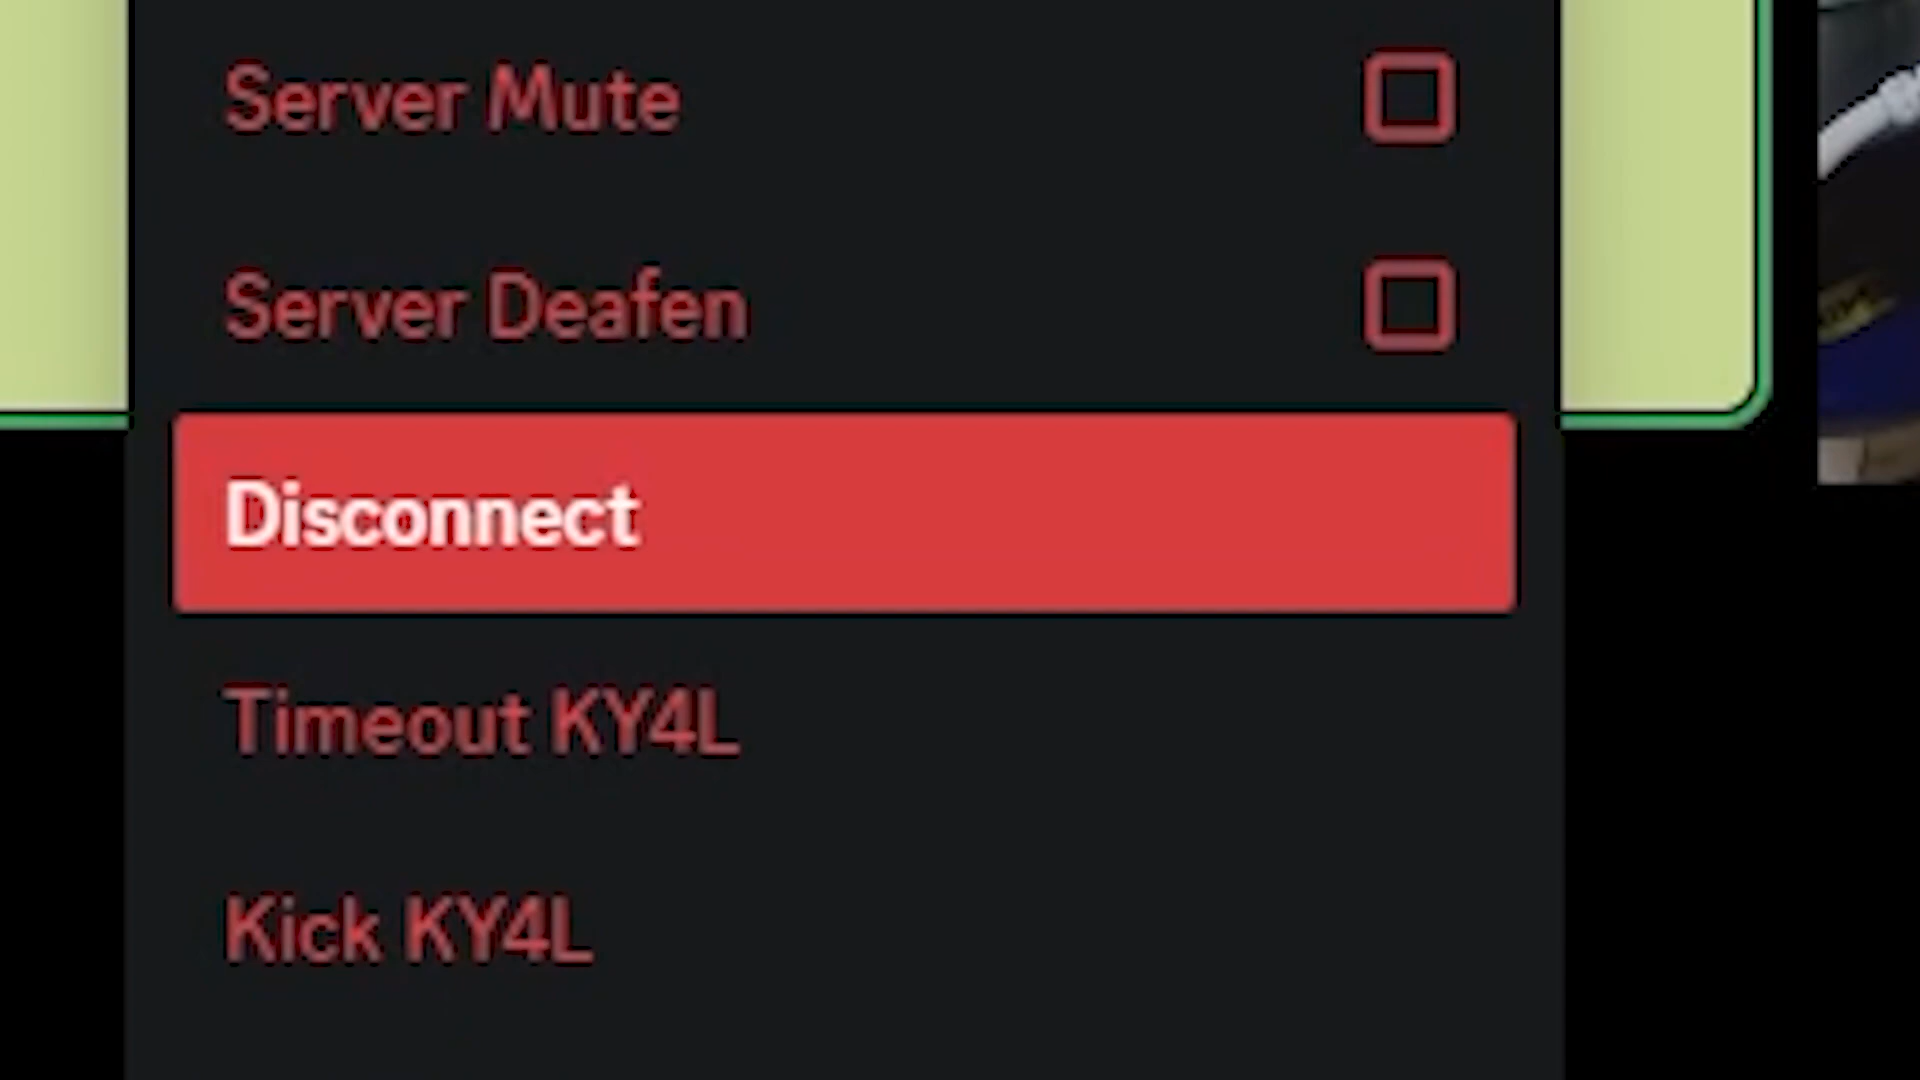 Server Mute
Server Deafen
Disconnect
Timeout KY4L
Kick KY4L